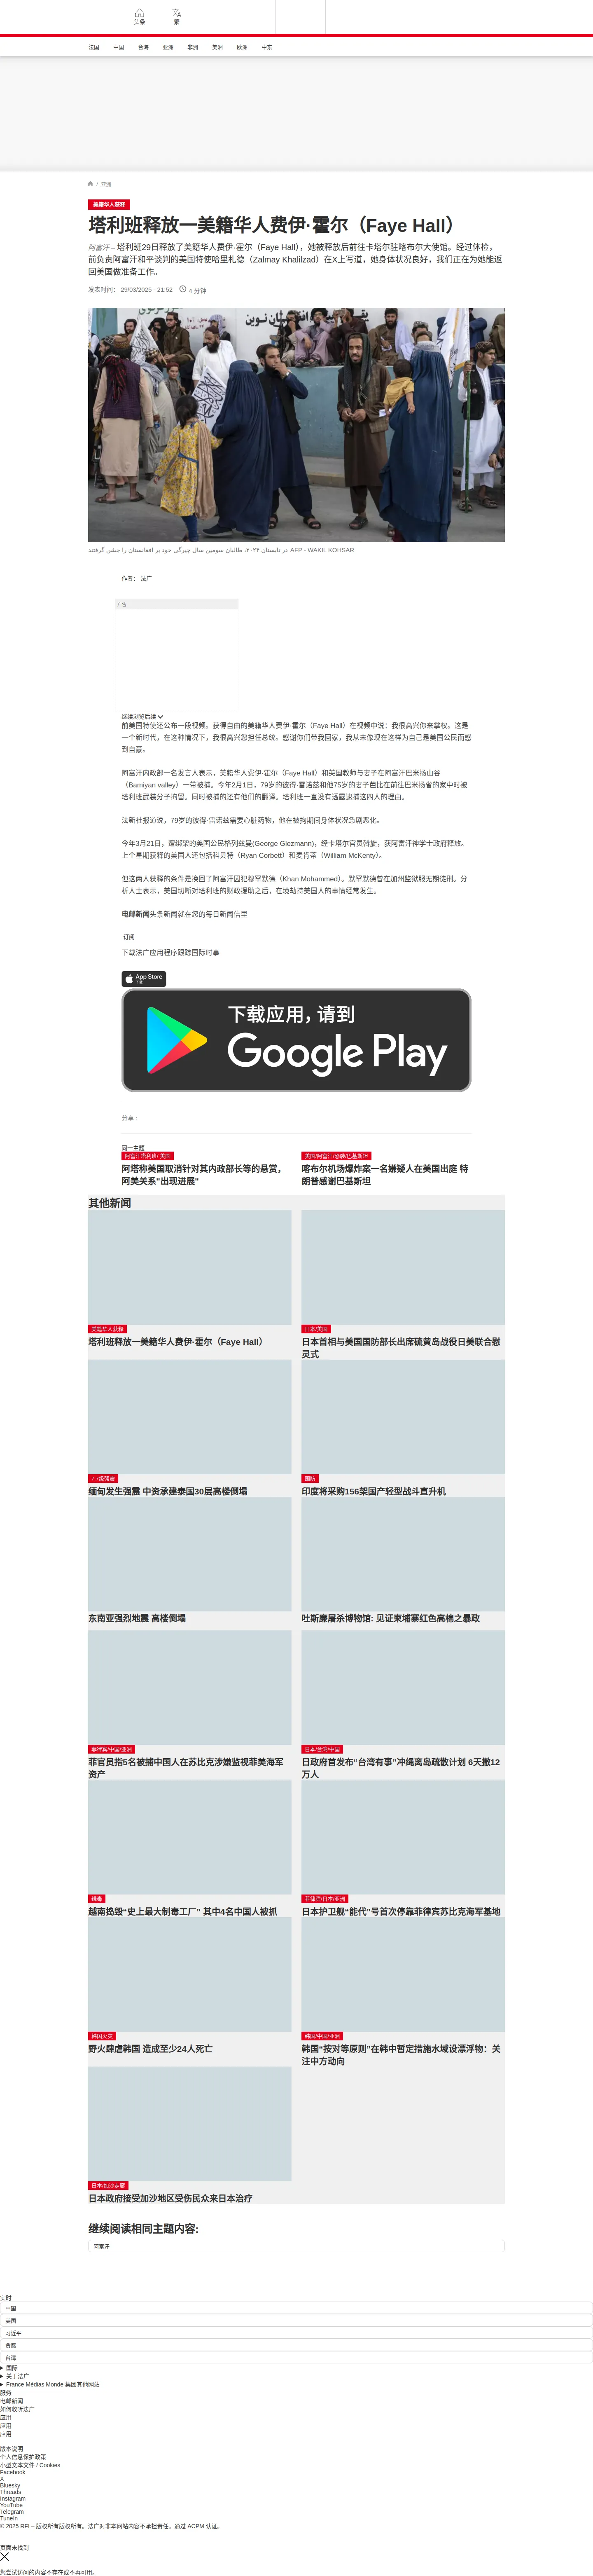 头条
繁
法国 中国 台海 亚洲 非洲 美洲 欧洲 中东
/ 亚洲
美籍华人获释
塔利班释放一美籍华人费伊·霍尔（Faye Hall）
阿富汗 – 塔利班29日释放了美籍华人费伊·霍尔（Faye Hall），她被释放后前往卡塔尔驻喀布尔大使馆。经过体检，
前负责阿富汗和平谈判的美国特使哈里札德（Zalmay Khalilzad）在X上写道，她身体状况良好，我们正在为她能返
回美国做准备工作。
发表时间： 29/03/2025 - 21:52 4 分钟
در تابستان ۲۰۲۴، طالبان سومین سال چیرگی خود بر افغانستان را جشن گرفتند AFP - WAKIL KOHSAR
作者： 法广
广告
继续浏览后续
前美国特使还公布一段视频。获得自由的美籍华人费伊·霍尔（Faye Hall）在视频中说：我很高兴你来掌权。这是
一个新时代，在这种情况下，我很高兴您担任总统。感谢你们带我回家，我从未像现在这样为自己是美国公民而感
到自豪。
阿富汗内政部一名发言人表示，美籍华人费伊·霍尔（Faye Hall）和英国教师与妻子在阿富汗巴米扬山谷
（Bamiyan valley）一带被捕。今年2月1日，79岁的彼得·雷诺兹和他75岁的妻子芭比在前往巴米扬省的家中时被
塔利班武装分子拘留。同时被捕的还有他们的翻译。塔利班一直没有透露逮捕这四人的理由。
法新社报道说，79岁的彼得·雷诺兹需要心脏药物，他在被拘期间身体状况急剧恶化。
今年3月21日，遭绑架的美国公民格列兹曼(George Glezmann)，经卡塔尔官员斡旋，获阿富汗神学士政府释放。
上个星期获释的美国人还包括科贝特（Ryan Corbett）和麦肯蒂（William McKenty）。
但这两人获释的条件是换回了阿富汗囚犯穆罕默德（Khan Mohammed）。默罕默德曾在加州监狱服无期徒刑。分
析人士表示，美国切断对塔利班的财政援助之后，在境劫持美国人的事情经常发生。
电邮新闻头条新闻就在您的每日新闻信里
订阅
下载法广应用程序跟踪国际时事
App Store
下载
下载应用，请到
Google Play
分享 :
同一主题
阿富汗塔利班/ 美国
阿塔称美国取消针对其内政部长等的悬赏，
阿美关系"出现进展"
美国/阿富汗/恐袭/巴基斯坦
喀布尔机场爆炸案一名嫌疑人在美国出庭 特
朗普感谢巴基斯坦
其他新闻
美籍华人获释
塔利班释放一美籍华人费伊·霍尔（Faye Hall）
日本/美国
日本首相与美国国防部长出席硫黄岛战役日美联合慰
灵式
7.7级强震
缅甸发生强震 中资承建泰国30层高楼倒塌
国防
印度将采购156架国产轻型战斗直升机
东南亚强烈地震 高楼倒塌
吐斯廉屠杀博物馆: 见证柬埔寨红色高棉之暴政
菲律宾/中国/亚洲
菲官员指5名被捕中国人在苏比克涉嫌监视菲美海军
资产
日本/台湾/中国
日政府首发布“台湾有事”冲绳离岛疏散计划 6天撤12
万人
缉毒
越南捣毁“史上最大制毒工厂” 其中4名中国人被抓
菲律宾/日本/亚洲
日本护卫舰“能代”号首次停靠菲律宾苏比克海军基地
韩国火灾
野火肆虐韩国 造成至少24人死亡
韩国/中国/亚洲
韩国“按对等原则”在韩中暂定措施水域设漂浮物：关
注中方动向
日本/加沙走廊
日本政府接受加沙地区受伤民众来日本治疗
继续阅读相同主题内容:
阿富汗
实时
中国
美国
习近平
贪腐
台湾
国际
关于法广
France Médias Monde 集团其他网站
服务
电邮新闻
如何收听法广
应用
应用
应用
版本说明
个人信息保护政策
小型文本文件 / Cookies
Facebook
X
Bluesky
Threads
Instagram
YouTube
Telegram
TuneIn
© 2025 RFI – 版权所有版权所有。法广对非本网站内容不承担责任。通过 ACPM 认证。
页面未找到
您尝试访问的内容不存在或不再可用。